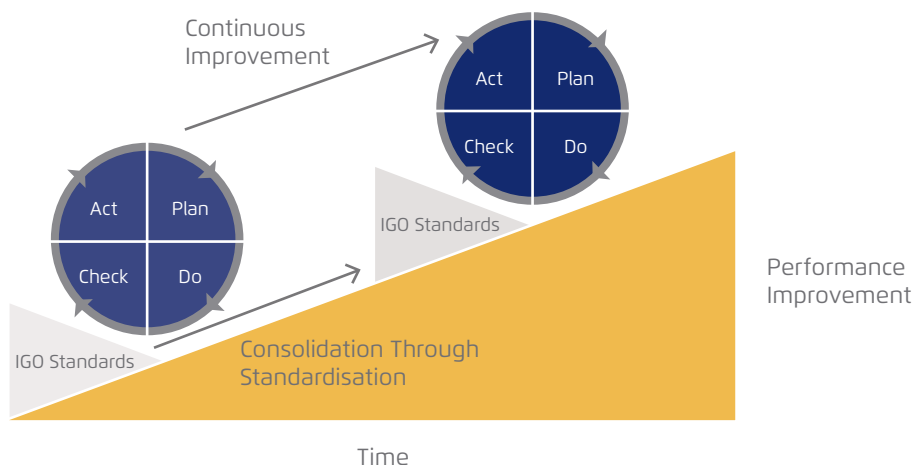 Continuous
Improvement
Act
Plan
Check
Do
IGO Standards
Act
Plan
Check
Do
IGO Standards
Consolidation Through
Standardisation
Performance
Improvement
Time